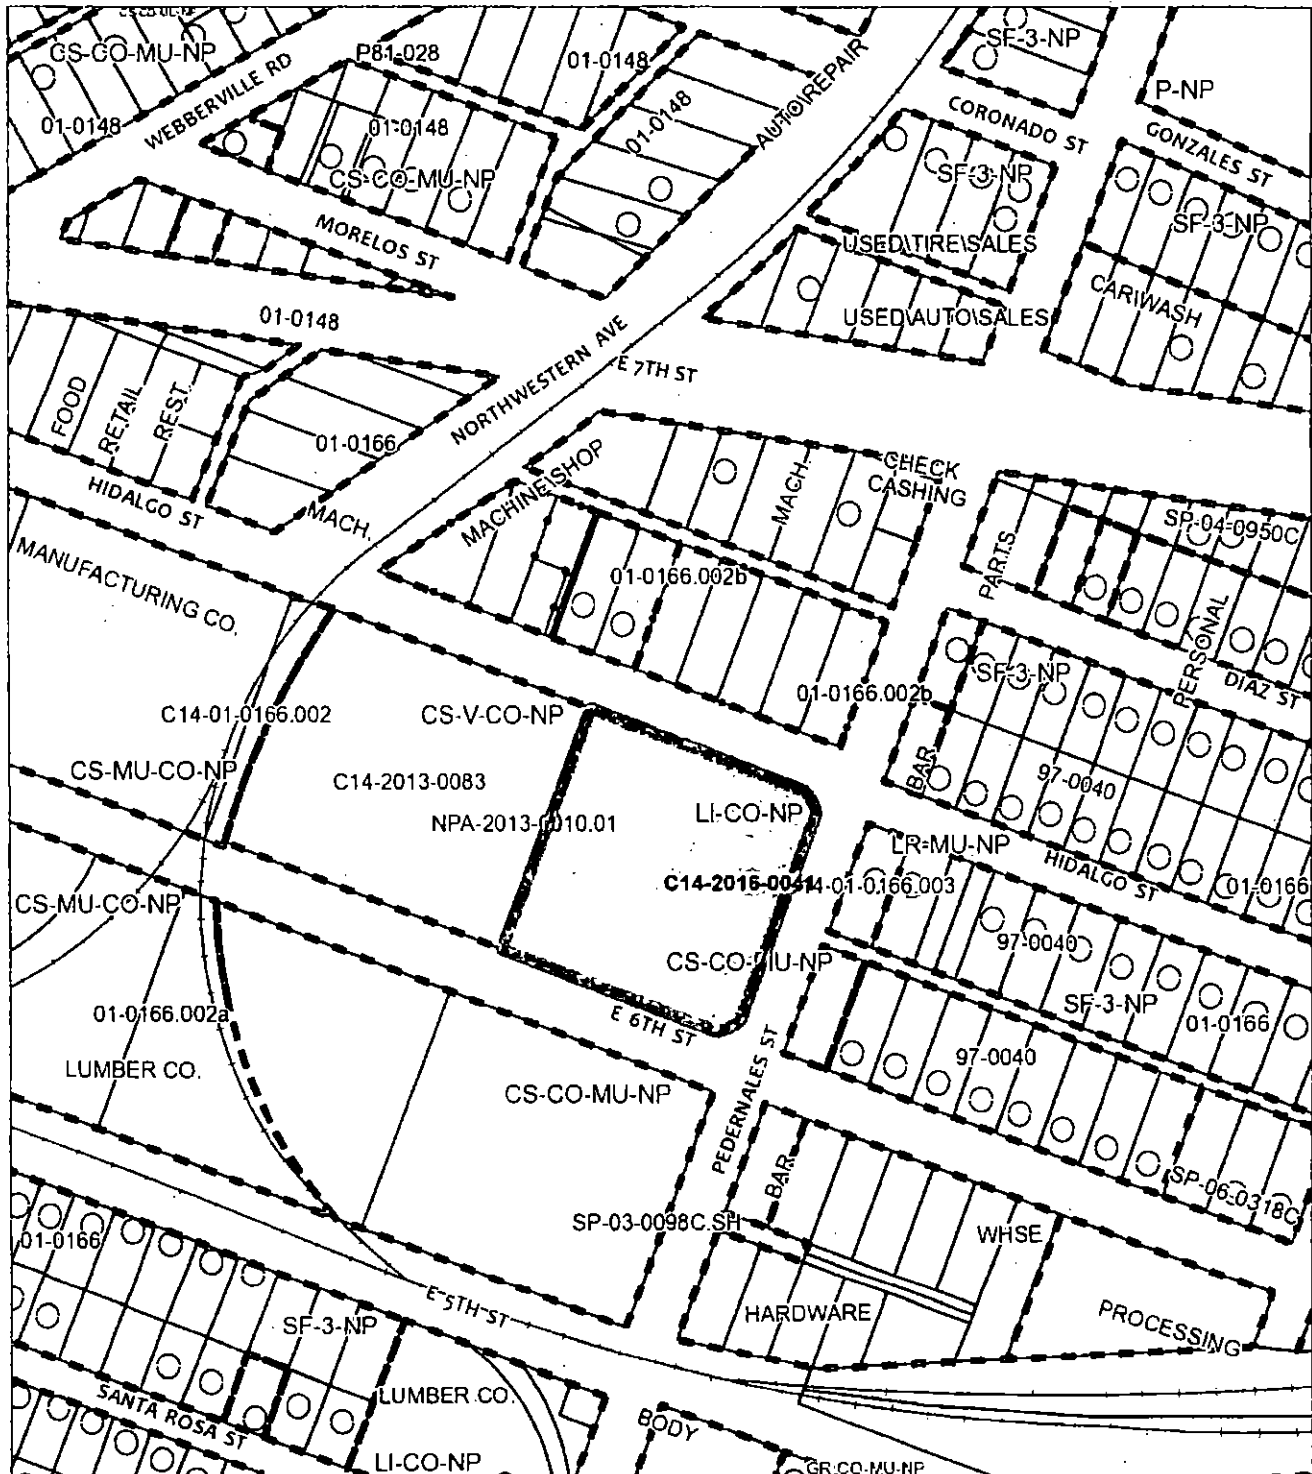 CS-CO-MU-NP
P81-028
01-0148
SF-3-NP
P-NP
WEBBERVILLE RD
01-0148
01-0148
01-0148
AUTO\REPAIR
CORONADO ST
GONZALES ST
CS-CO-MU-NP
SF-3-NP
SF-3-NP
MORELOS ST
USED\TIRE\SALES
CAR\WASH
01-0148
USED\AUTO\SALES
NORTHWESTERN AVE
E 7TH ST
FOOD
RETAIL
REST.
01-0166
HIDALGO ST
MACH.
MACHINE\SHOP
MACH.
CHECK
CASHING
SP-04-0950C
MANUFACTURING CO.
01-0166.002b
PARTS
PERSONAL
SF-3-NP
DIAZ ST
01-0166.002b
C14-01-0166.002
CS-V-CO-NP
CS-MU-CO-NP
C14-2013-0083
BAR
97-0040
NPA-2013-0010.01
LI-CO-NP
LR-MU-NP
HIDALGO ST
01-0166
C14-2016-0041
14-01-0166.003
CS-MU-CO-NP
97-0040
CS-CO-MU-NP
SF-3-NP
01-0166
01-0166.002a
E 6TH ST
97-0040
LUMBER CO.
CS-CO-MU-NP
PEDERNALES ST
BAR
SP-06-0318C
SP-03-0098C.SH
WHSE
01-0166
E 5TH ST
HARDWARE
PROCESSING
SF-3-NP
LUMBER CO.
SANTA ROSA ST
BODY
LI-CO-NP
GR-CO-MU-NP